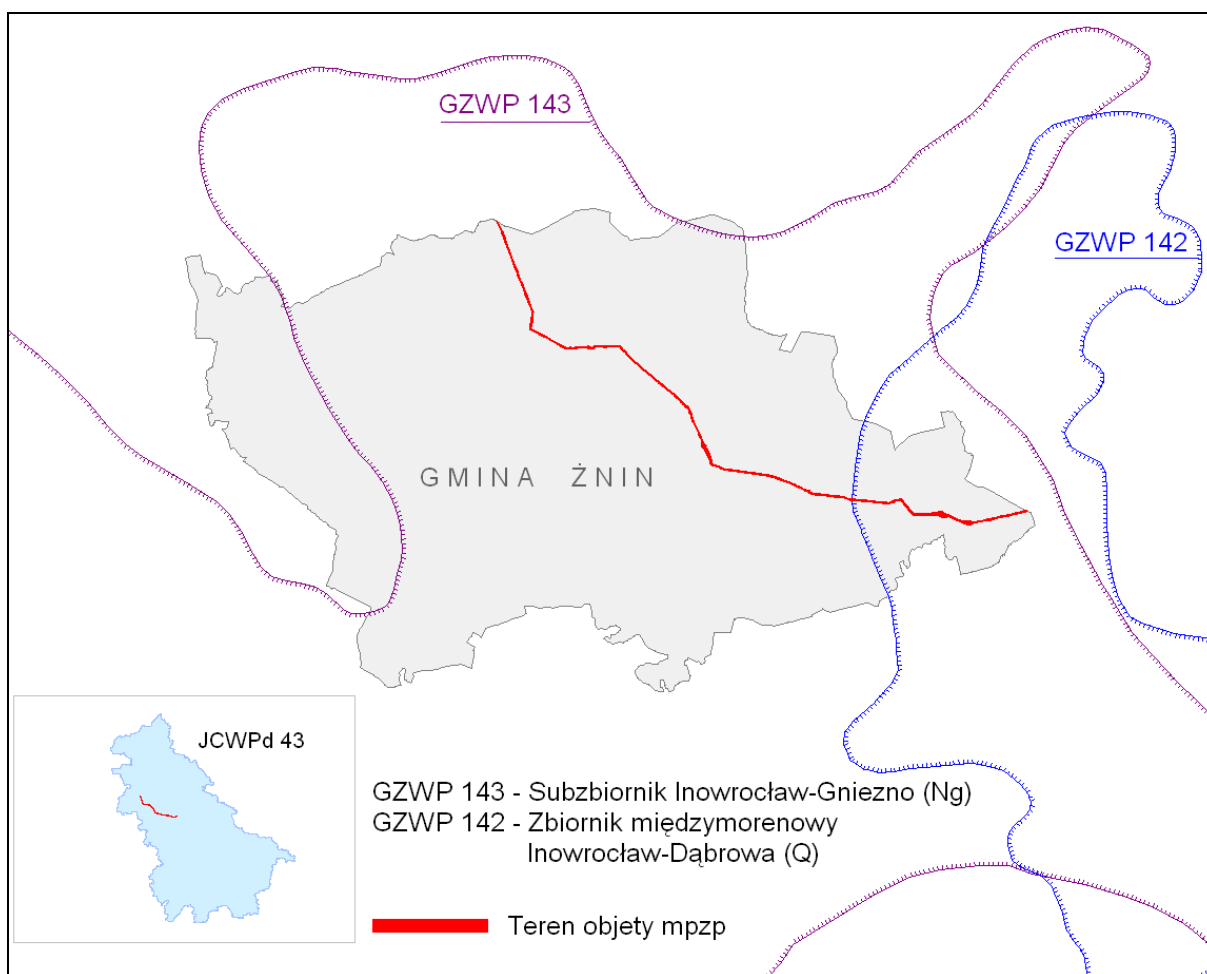 GZWP 143
GZWP 142
GMINA ŻNIN
JCWPd 43
GZWP 143 - Subzbiornik Inowrocław-Gniezno (Ng)
GZWP 142 - Zbiornik międzymorenowy
Inowrocław-Dąbrowa (Q)
Teren objety mpzp